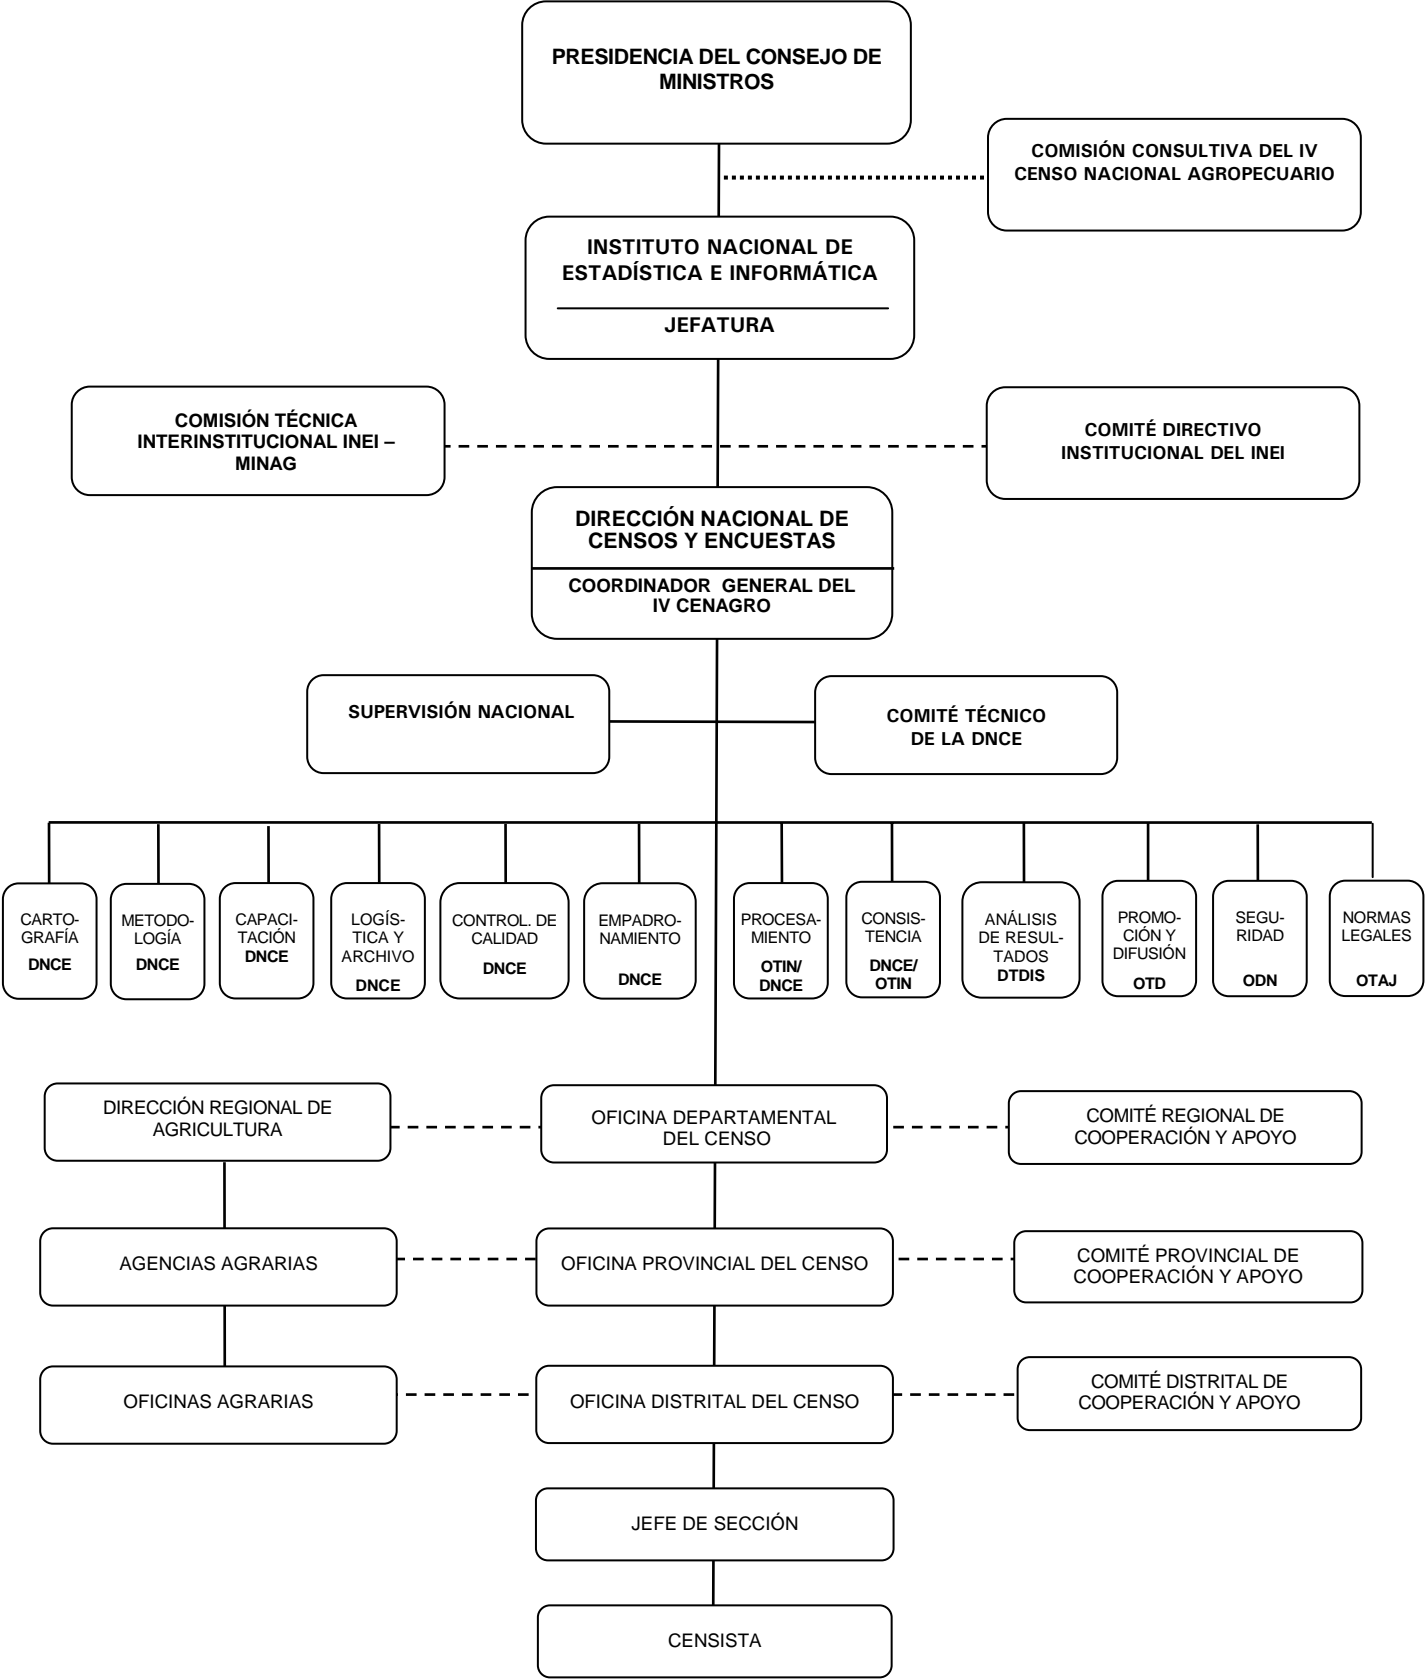 PRESIDENCIA DEL CONSEJO DE
MINISTROS
COMISIÓN CONSULTIVA DEL IV
CENSO NACIONAL AGROPECUARIO
INSTITUTO NACIONAL DE
ESTADÍSTICA E INFORMÁTICA
JEFATURA
COMISIÓN TÉCNICA
INTERINSTITUCIONAL INEI –
MINAG
COMITÉ DIRECTIVO
INSTITUCIONAL DEL INEI
DIRECCIÓN NACIONAL DE
CENSOS Y ENCUESTAS
COORDINADOR GENERAL DEL
IV CENAGRO
SUPERVISIÓN NACIONAL
COMITÉ TÉCNICO
DE LA DNCE
CARTO-
GRAFÍA
DNCE
METODO-
LOGÍA
DNCE
CAPACI-
TACIÓN
DNCE
LOGÍS-
TICA Y
ARCHIVO
DNCE
CONTROL. DE
CALIDAD
DNCE
EMPADRO-
NAMIENTO
DNCE
PROCESA-
MIENTO
OTIN/
DNCE
CONSIS-
TENCIA
DNCE/
OTIN
ANÁLISIS
DE RESUL-
TADOS
DTDIS
PROMO-
CIÓN Y
DIFUSIÓN
OTD
SEGU-
RIDAD
ODN
NORMAS
LEGALES
OTAJ
DIRECCIÓN REGIONAL DE
AGRICULTURA
OFICINA DEPARTAMENTAL
DEL CENSO
COMITÉ REGIONAL DE
COOPERACIÓN Y APOYO
AGENCIAS AGRARIAS
OFICINA PROVINCIAL DEL CENSO
COMITÉ PROVINCIAL DE
COOPERACIÓN Y APOYO
OFICINAS AGRARIAS
OFICINA DISTRITAL DEL CENSO
COMITÉ DISTRITAL DE
COOPERACIÓN Y APOYO
JEFE DE SECCIÓN
CENSISTA